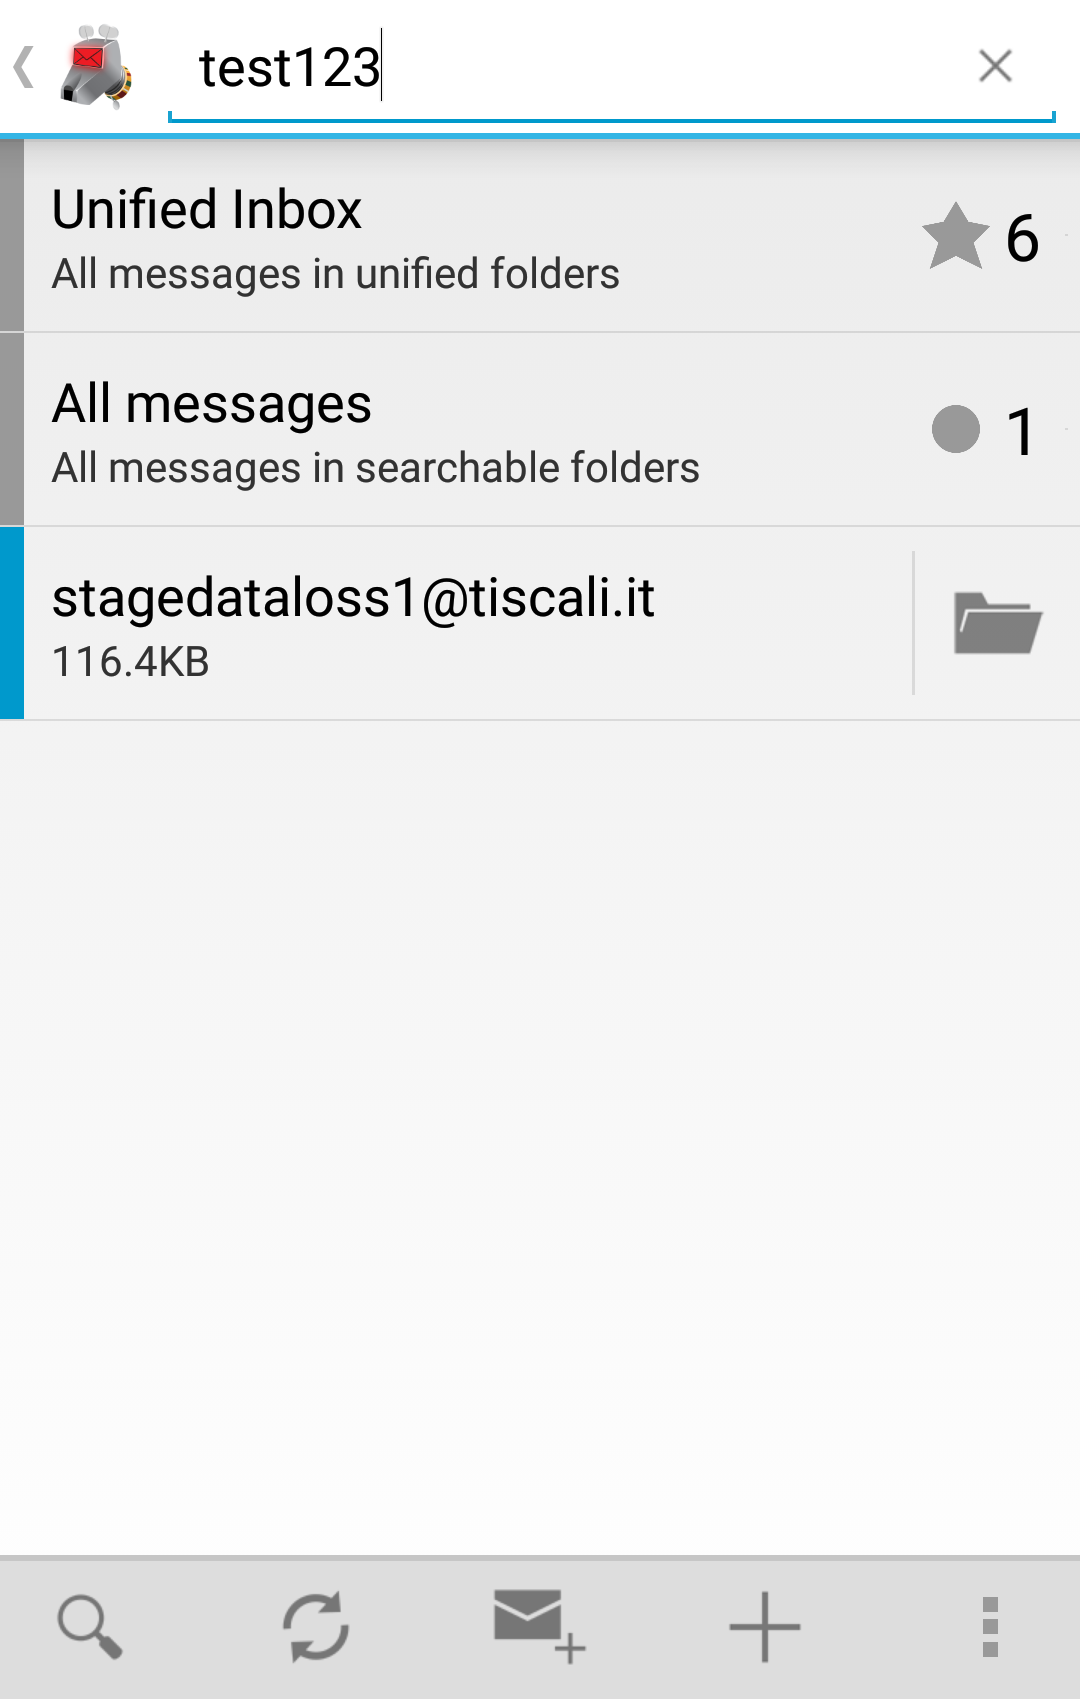 test123
Unified Inbox
All messages in unified folders
6
All messages
All messages in searchable folders
1
stagedataloss1@tiscali.it
116.4KB